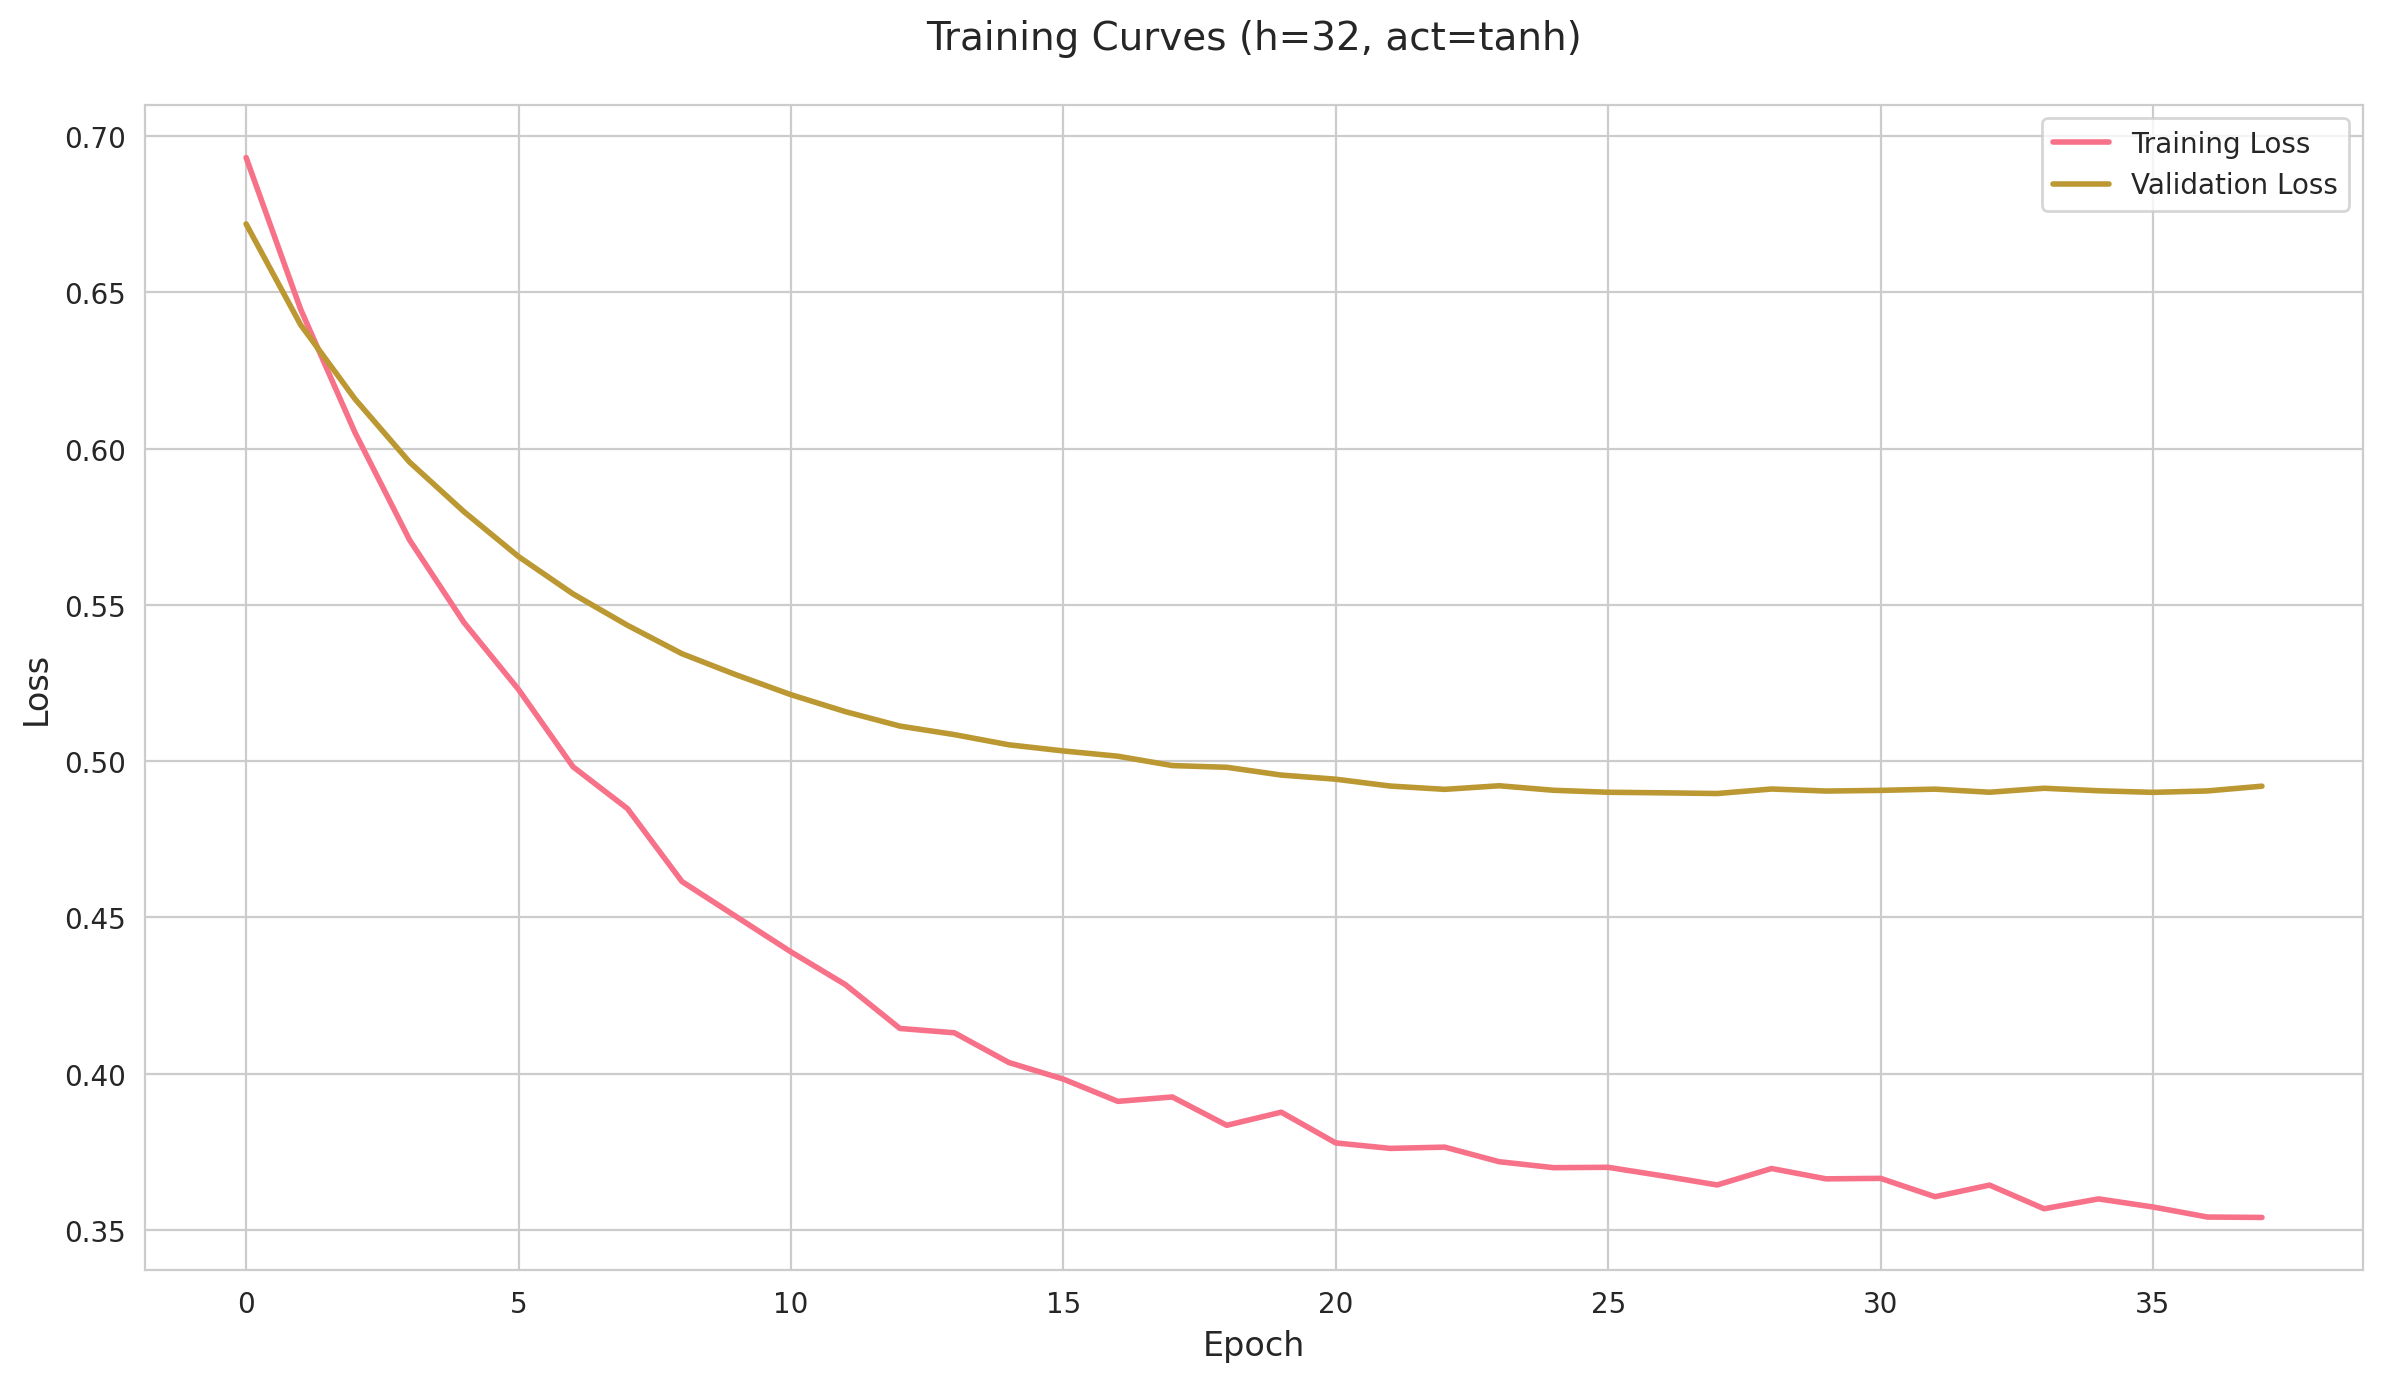 Training Curves (h=32, act=tanh)
Training Loss
Validation Loss
0.70
0.65
0.60
0.55
0.50
0.45
0.40
0.35
Loss
0 5 10 15 20 25 30 35
Epoch